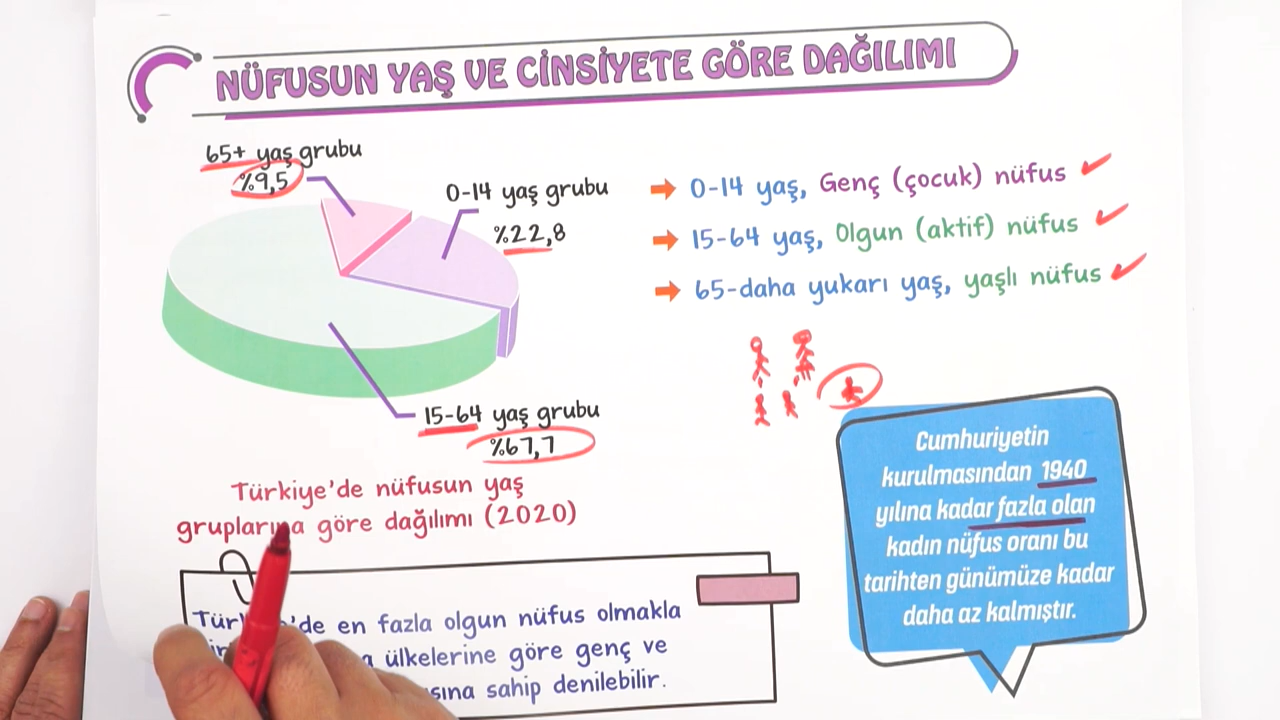 NÜFUSUN YAŞ VE CİNSİYETE GÖRE DAĞILIMI
65+ yaş grubu
%9,5
0-14 yaş grubu
%22,8
15-64 yaş grubu
%67,7
Türkiye'de nüfusun yaş
gruplarına göre dağılımı (2020)
0-14 yaş, Genç (çocuk) nüfus
15-64 yaş, Olgun (aktif) nüfus
65-daha yukarı yaş, yaşlı nüfus
Cumhuriyetin
kurulmasından 1940
yılına kadar fazla olan
kadın nüfus oranı bu
tarihten günümüze kadar
daha az kalmıştır.
'de en fazla olgun nüfus olmakla
ülkelerine göre genç ve
sahip denilebilir.